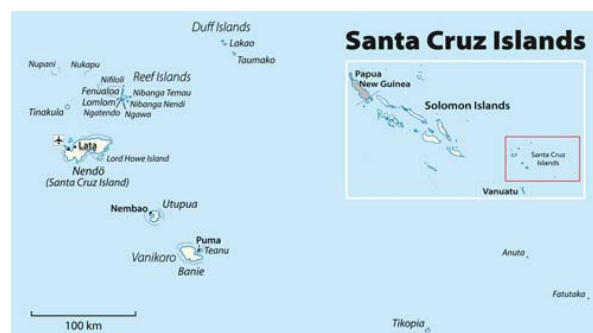 Santa Cruz Islands
Duff Islands
Lakao
Taumako
Nupani
Nukapu
Nifiloli
Reef Islands
Fenualoa
Nibanga Temau
Lomlom
Nibanga Nendi
Tinakula
Ngatendo
Ngawa
Papua
New Guinea
Solomon Islands
Santa Cruz
Islands
Vanuatu
Lata
Lord Howe Island
Nendö
(Santa Cruz Island)
Nembao
Utupua
Puma
Teanu
Vanikoro
Banie
Anuta
Fatutaka
Tikopia
100 km